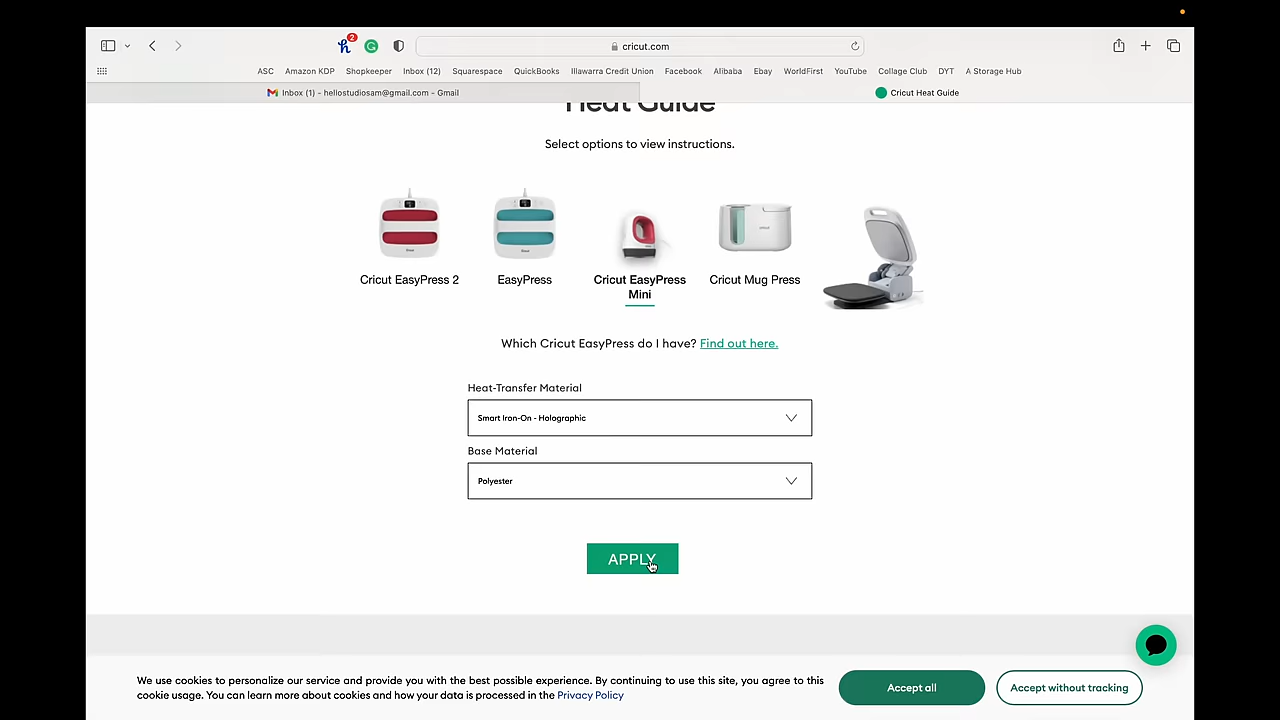 2
cricut.com
ASC Amazon KDP Shopkeeper Inbox (12) Squarespace QuickBooks Illawarra Credit Union Facebook Alibaba Ebay WorldFirst YouTube Collage Club DYT A Storage Hub
Inbox (1) - hellostudiosam@gmail.com - Gmail
Cricut Heat Guide
Heat Guide
Select options to view instructions.
Cricut EasyPress 2
EasyPress
Cricut EasyPress
Mini
Cricut Mug Press
Which Cricut EasyPress do I have? Find out here.
Heat-Transfer Material
Smart Iron-On - Holographic
Base Material
Polyester
APPLY
We use cookies to personalize our service and provide you with the best possible experience. By continuing to use this site, you agree to this
cookie usage. You can learn more about cookies and how your data is processed in the Privacy Policy
Accept all
Accept without tracking